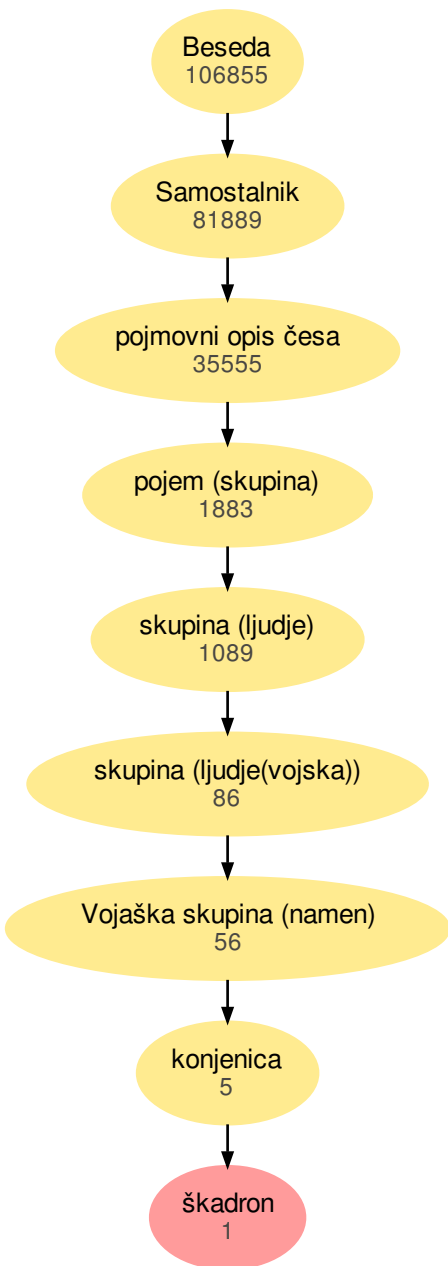 Beseda
106855
Samostalnik
81889
pojmovni opis česa
35555
pojem (skupina)
1883
skupina (ljudje)
1089
skupina (ljudje(vojska))
86
Vojaška skupina (namen)
56
konjenica
5
škadron
1